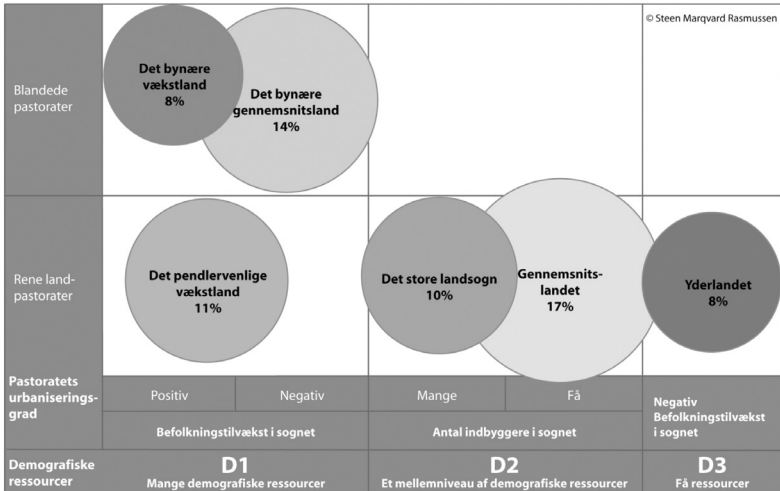 © Steen Marqvard Rasmussen
Blandede
pastorater
Det bynære
vækstland
8%
Det bynære
gennemsnitsland
14%
Rene land-
pastorater
Det pendlervenlige
vækstland
11%
Det store landsogn
10%
Gennemsnits-
landet
17%
Yderlandet
8%
Pastoratets
urbaniserings-
grad
Positiv
Negativ
Befolkningstilvækst i sognet
Mange
Få
Antal indbyggere i sognet
Negativ
Befolkningstilvækst
i sognet
Demografiske
ressourcer
D1
Mange demografiske ressourcer
D2
Et mellemniveau af demografiske ressourcer
D3
Få ressourcer